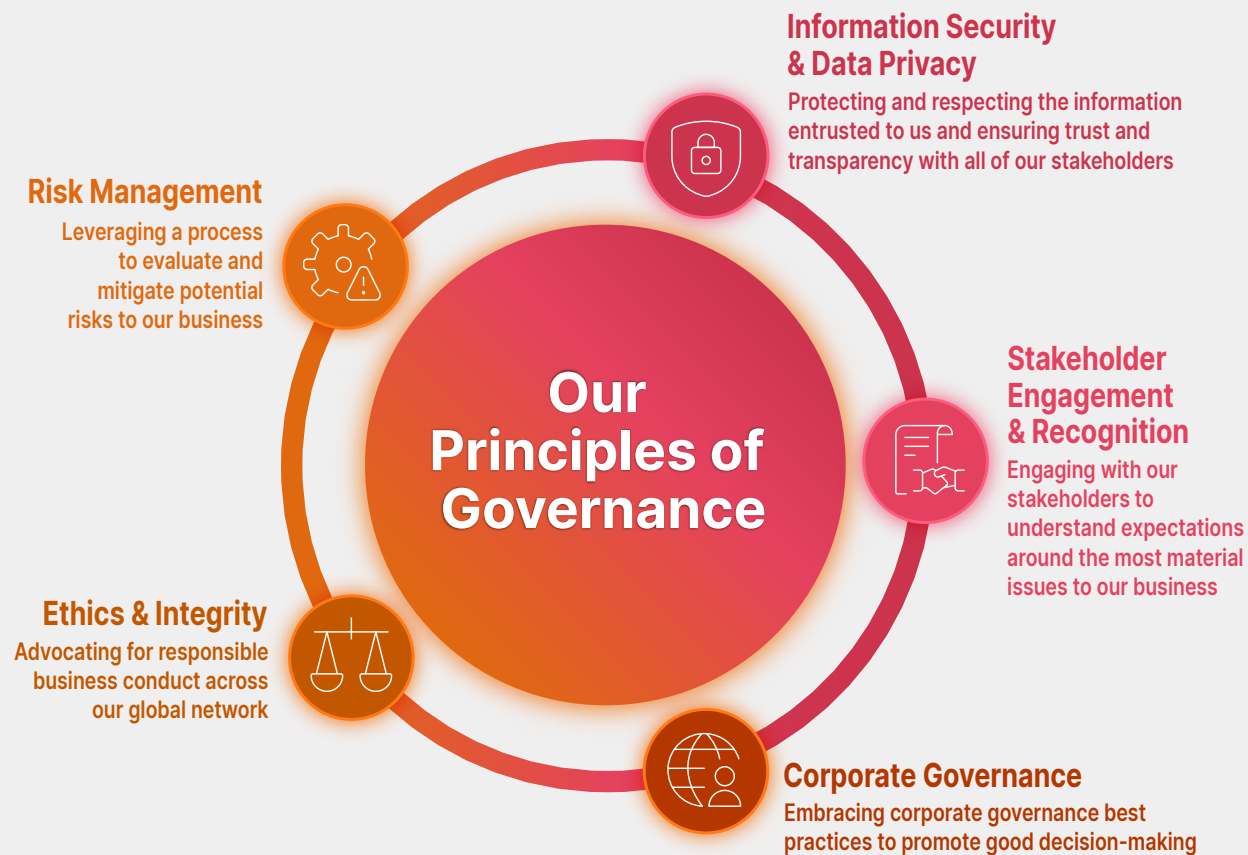 Our
Principles of
Governance
Information Security
& Data Privacy
Protecting and respecting the information
entrusted to us and ensuring trust and
transparency with all of our stakeholders
Stakeholder
Engagement
& Recognition
Engaging with our
stakeholders to
understand expectations
around the most material
issues to our business
Corporate Governance
Embracing corporate governance best
practices to promote good decision-making
Ethics & Integrity
Advocating for responsible
business conduct across
our global network
Risk Management
Leveraging a process
to evaluate and
mitigate potential
risks to our business